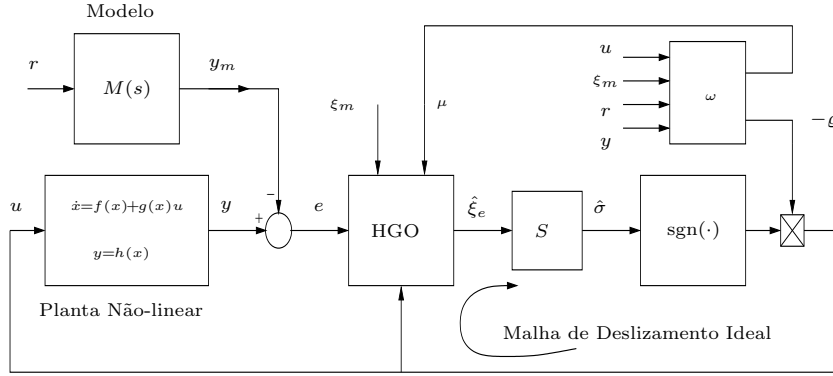 Modelo
r
M(s)
y_m
ξ_m
μ
u
ξ_m
r
y
ω
−ϱ
u
ẋ=f(x)+g(x)u
y=h(x)
y
+
−
e
HGO
ξ̂_e
S
σ̂
sgn(·)
Planta Não-linear
Malha de Deslizamento Ideal